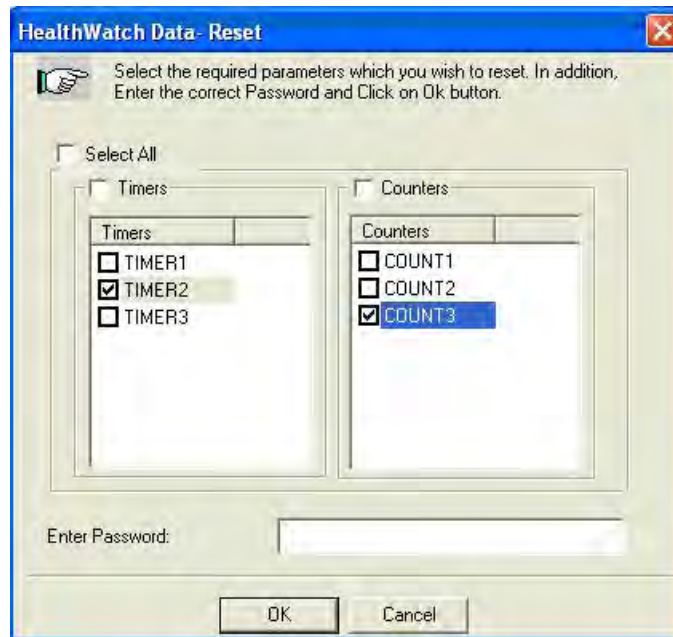 HealthWatch Data- Reset
Select the required parameters which you wish to reset. In addition,
Enter the correct Password and Click on Ok button.
Select All
Timers
Counters
Timers
TIMER1
TIMER2
TIMER3
Counters
COUNT1
COUNT2
COUNT3
Enter Password:
OK
Cancel